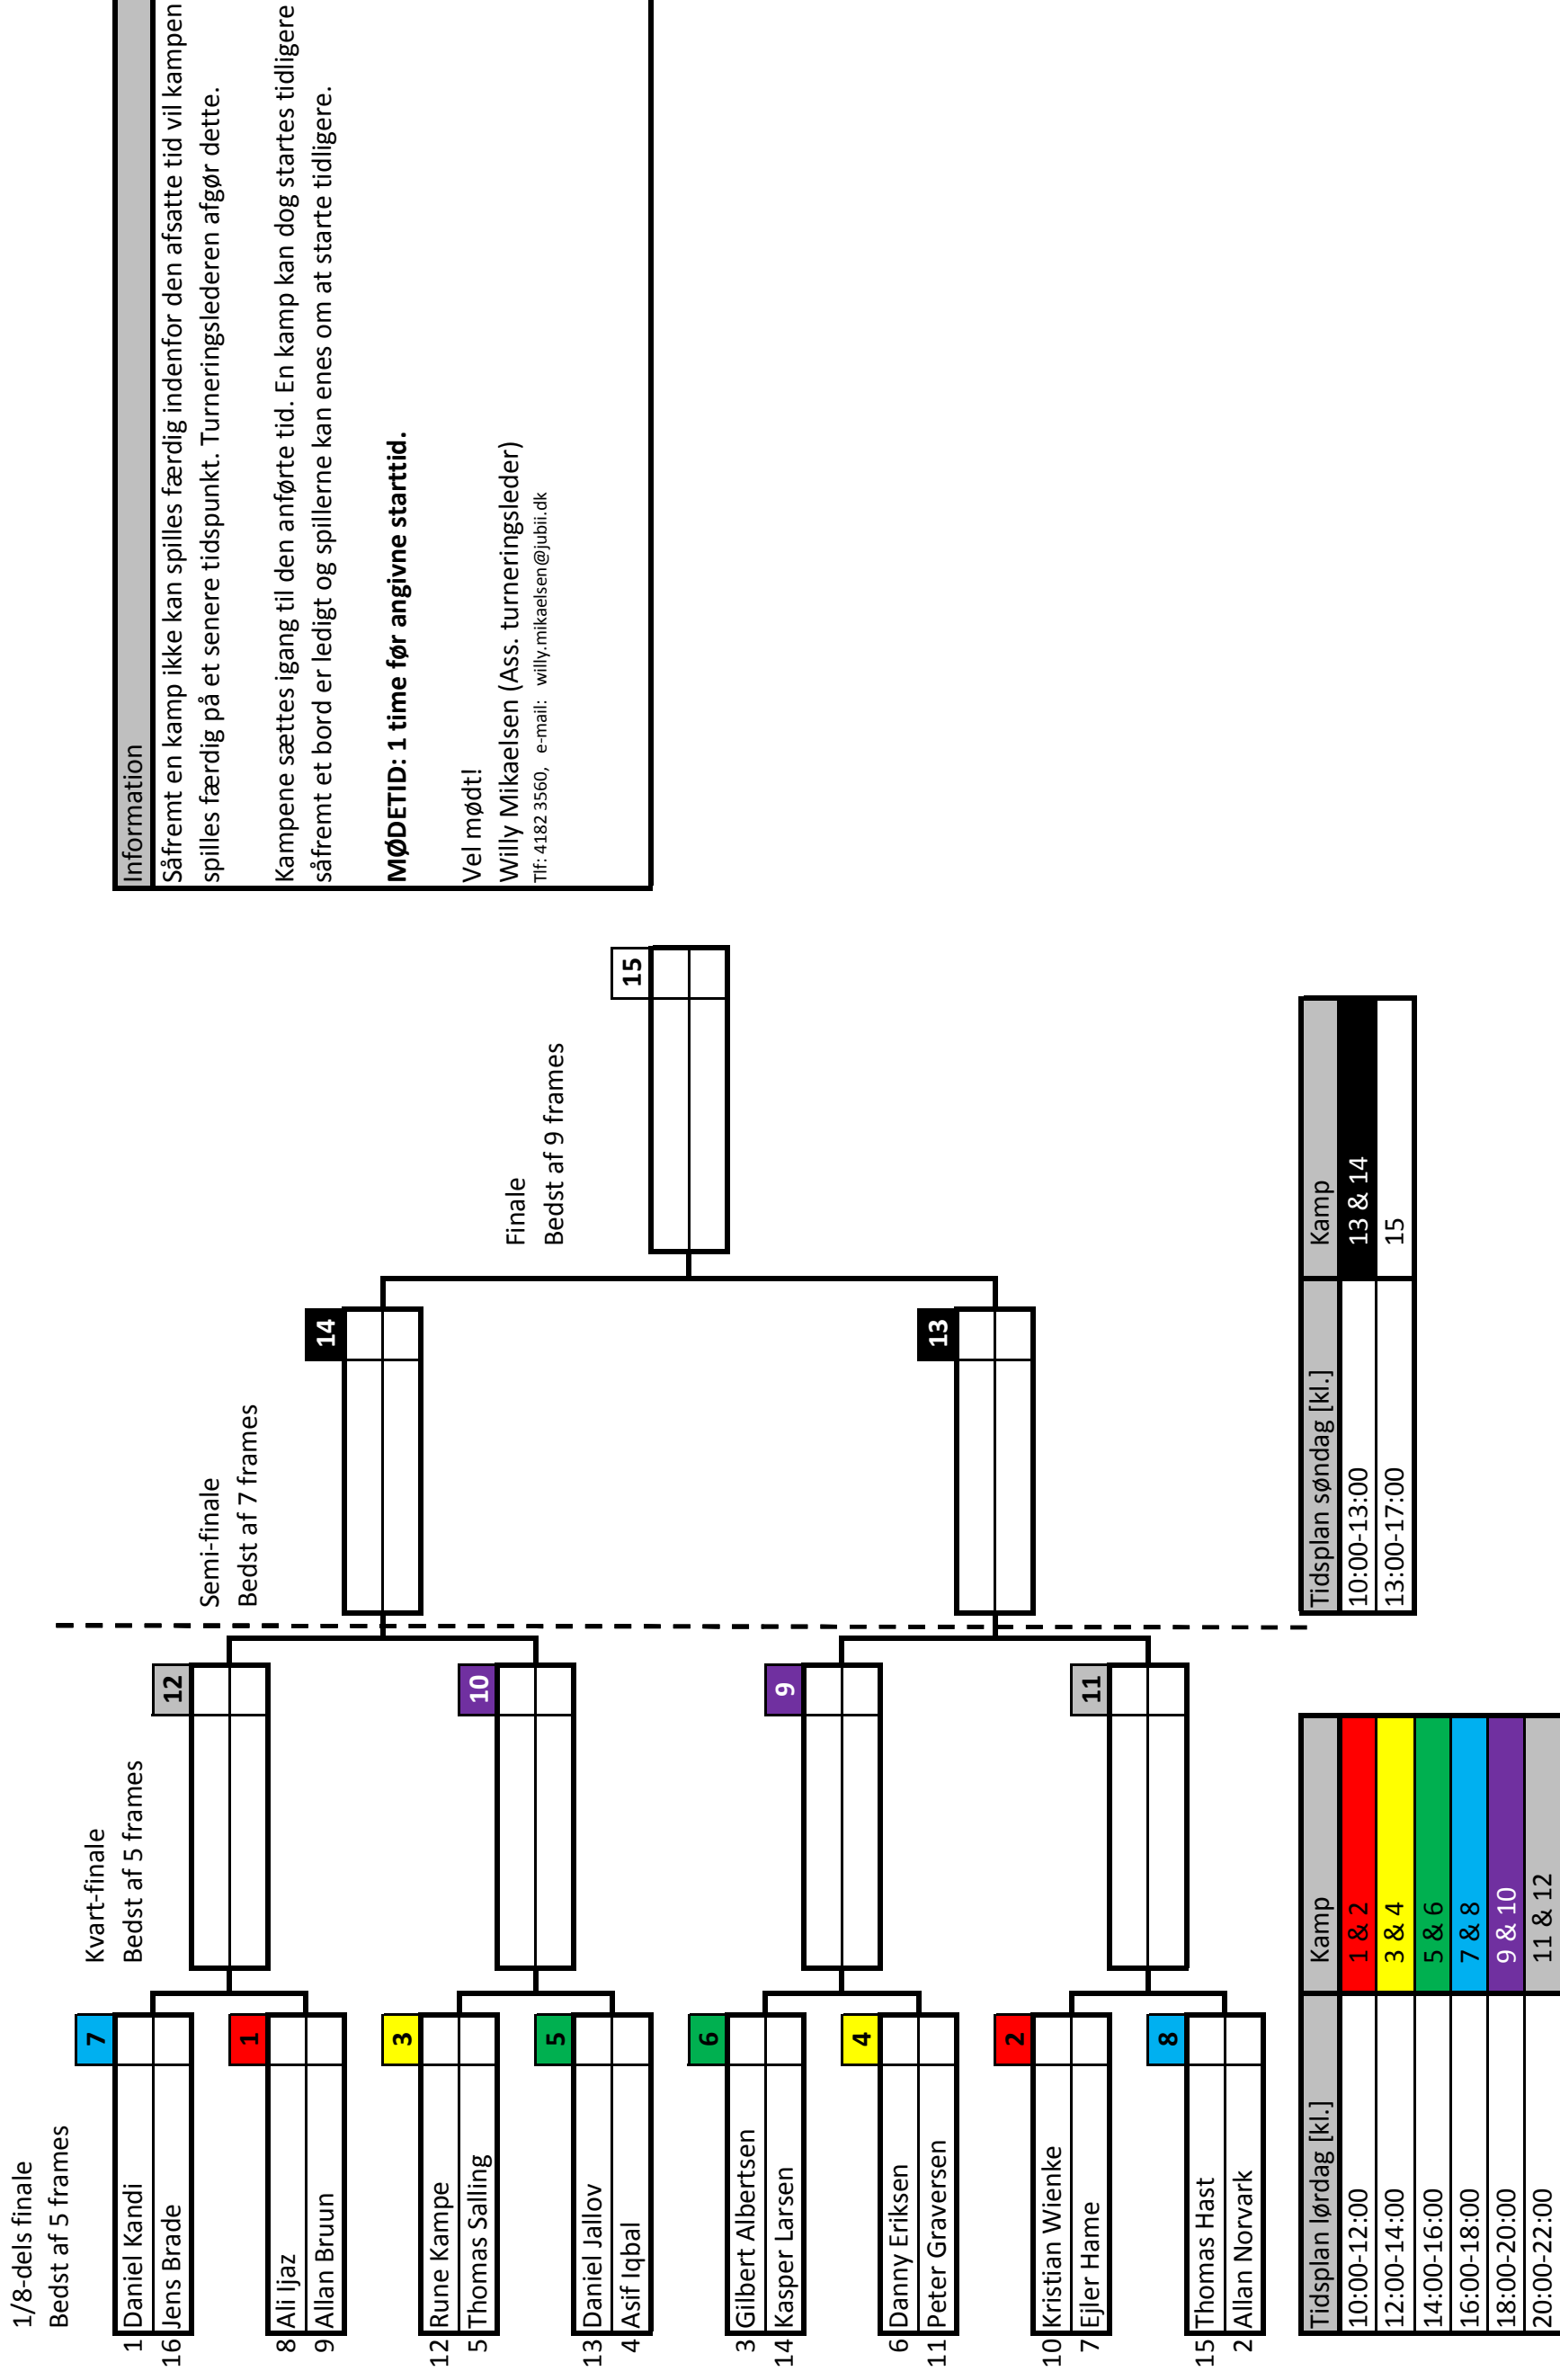 1/8-dels finale
Bedst af 5 frames
7
1 Daniel Kandi
16 Jens Brade
1
8 Ali Ijaz
9 Allan Bruun
3
12 Rune Kampe
5 Thomas Salling
5
13 Daniel Jallov
4 Asif Iqbal
6
3 Gilbert Albertsen
14 Kasper Larsen
4
6 Danny Eriksen
11 Peter Graversen
2
10 Kristian Wienke
7 Ejler Hame
8
15 Thomas Hast
2 Allan Norvark
Kvart-finale
Bedst af 5 frames
12
10
9
11
Semi-finale
Bedst af 7 frames
14
13
Finale
Bedst af 9 frames
15
Information
Såfremt en kamp ikke kan spilles færdig indenfor den afsatte tid vil kampen
spilles færdig på et senere tidspunkt. Turneringslederen afgør dette.
Kampene sættes igang til den anførte tid. En kamp kan dog startes tidligere
såfremt et bord er ledigt og spillerne kan enes om at starte tidligere.
MØDETID: 1 time før angivne starttid.
Vel mødt!
Willy Mikaelsen (Ass. turneringsleder)
Tlf: 4182 3560, e-mail: willy.mikaelsen@jubii.dk
Tidsplan lørdag [kl.] Kamp
10:00-12:00 1 & 2
12:00-14:00 3 & 4
14:00-16:00 5 & 6
16:00-18:00 7 & 8
18:00-20:00 9 & 10
20:00-22:00 11 & 12
Tidsplan søndag [kl.] Kamp
10:00-13:00 13 & 14
13:00-17:00 15